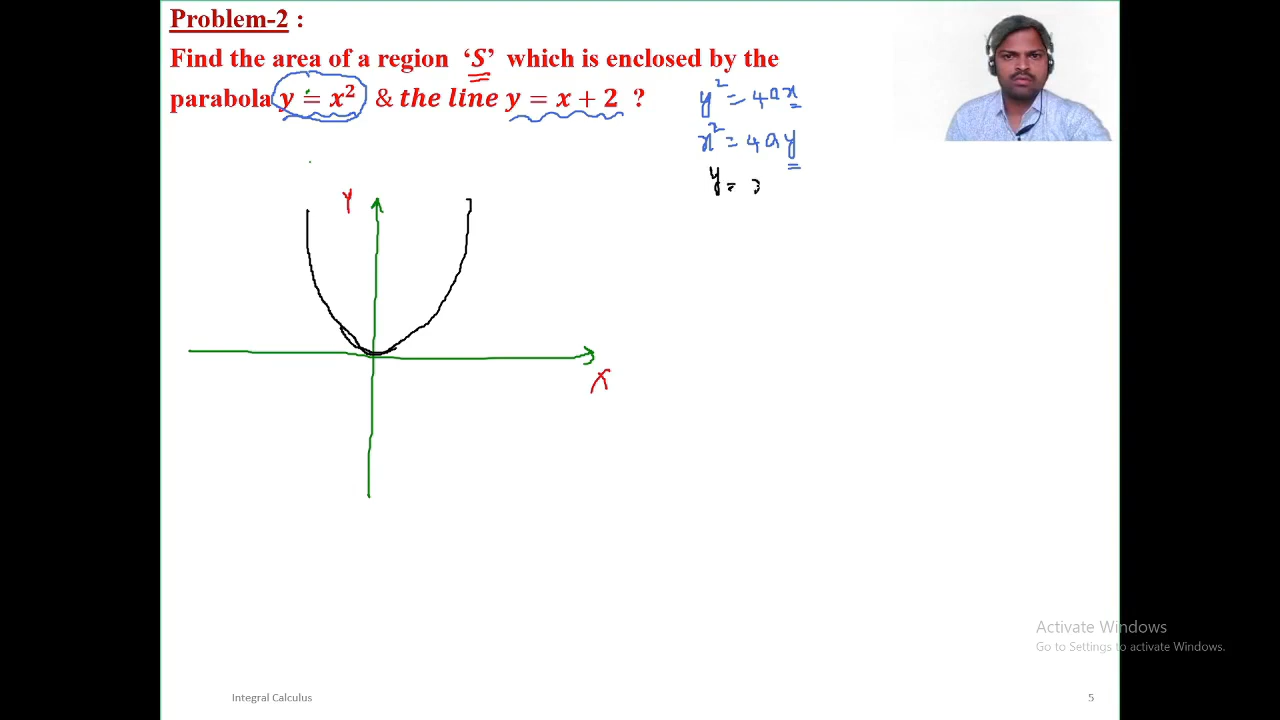 Problem-2 :
Find the area of a region ‘S’ which is enclosed by the
parabola y = x² & the line y = x + 2 ?
y² = 4ax
x² = 4ay
y =
Y
X
Activate Windows
Go to Settings to activate Windows.
Integral Calculus
5